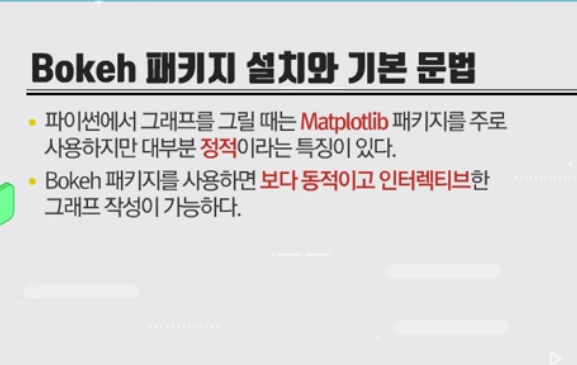 Bokeh 패키지 설치와 기본 문법
• 파이썬에서 그래프를 그릴 때는 Matplotlib 패키지를 주로
사용하지만 대부분 정적이라는 특징이 있다.
• Bokeh 패키지를 사용하면 보다 동적이고 인터렉티브한
그래프 작성이 가능하다.